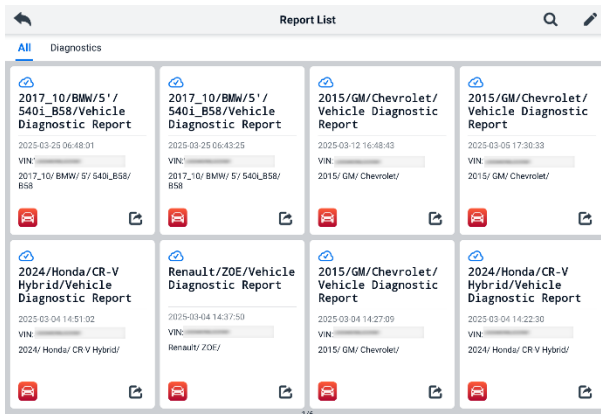 Report List
All Diagnostics
2017_10/BMW/5'/
540i_B58/Vehicle
Diagnostic Report
2025-03-25 06:48:01
VIN:
2017_10/ BMW/ 5'/ 540i_B58/
B58
2017_10/BMW/5'/
540i_B58/Vehicle
Diagnostic Report
2025-03-25 06:43:25
VIN:
2017_10/ BMW/ 5'/ 540i_B58/
B58
2015/GM/Chevrolet/
Vehicle Diagnostic
Report
2025-03-12 16:48:43
VIN:
2015/ GM/ Chevrolet/
2015/GM/Chevrolet/
Vehicle Diagnostic
Report
2025-03-05 17:30:33
VIN:
2015/ GM/ Chevrolet/
2024/Honda/CR-V
Hybrid/Vehicle
Diagnostic Report
2025-03-04 14:51:02
VIN:
2024/ Honda/ CR-V Hybrid/
Renault/ZOE/Vehicle
Diagnostic Report
2025-03-04 14:37:50
VIN:
Renault/ ZOE/
2015/GM/Chevrolet/
Vehicle Diagnostic
Report
2025-03-04 14:27:09
VIN:
2015/ GM/ Chevrolet/
2024/Honda/CR-V
Hybrid/Vehicle
Diagnostic Report
2025-03-04 14:22:30
VIN:
2024/ Honda/ CR-V Hybrid/